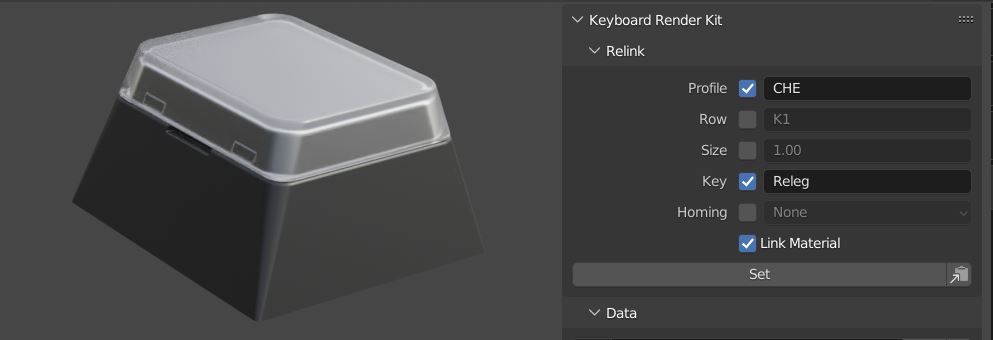 Keyboard Render Kit
Relink
Profile CHE
Row K1
Size 1.00
Key Releg
Homing None
Link Material
Set
Data